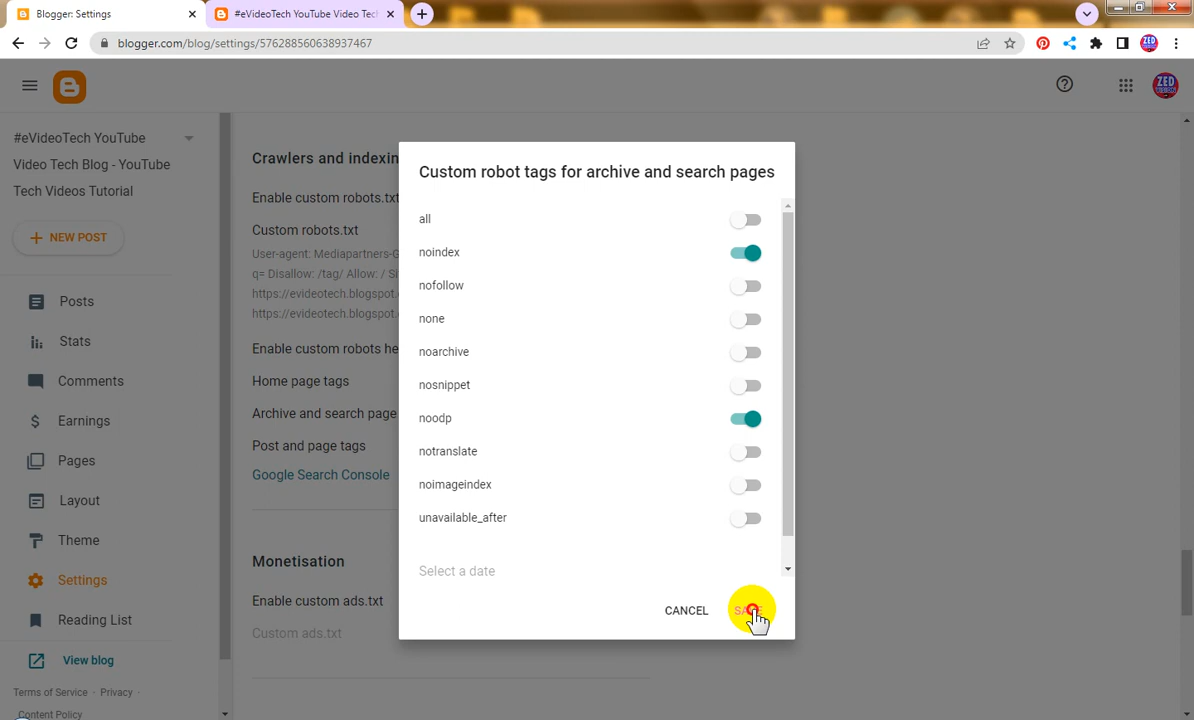 Blogger: Settings
#eVideoTech YouTube Video Tec
blogger.com/blog/settings/576288560638937467
#eVideoTech YouTube
Video Tech Blog - YouTube
Tech Videos Tutorial
NEW POST
Posts
Stats
Comments
Earnings
Pages
Layout
Theme
Settings
Reading List
View blog
Terms of Service · Privacy ·
Content Policy
Crawlers and indexin
Enable custom robots.txt
Custom robots.txt
User-agent: Mediapartners-G
q= Disallow: /tag/ Allow: / Si
https://evideotech.blogspot.
https://evideotech.blogspot.
Enable custom robots he
Home page tags
Archive and search page
Post and page tags
Google Search Console
Monetisation
Enable custom ads.txt
Custom ads.txt
Custom robot tags for archive and search pages
all
noindex
nofollow
none
noarchive
nosnippet
noodp
notranslate
noimageindex
unavailable_after
Select a date
CANCEL